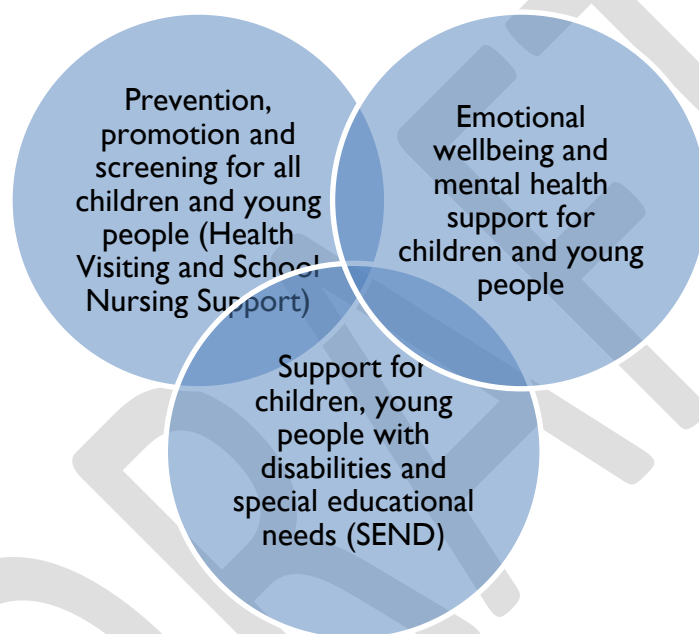 Prevention,
promotion and
screening for all
children and young
people (Health
Visiting and School
Nursing Support)
Emotional
wellbeing and
mental health
support for
children and young
people
Support for
children, young
people with
disabilities and
special educational
needs (SEND)
DRAFT